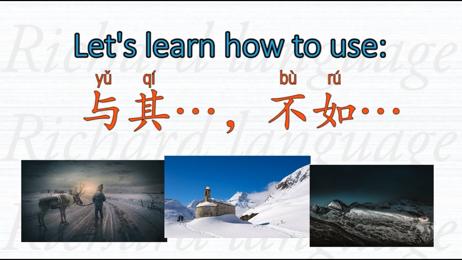 Richard language
Let's learn how to use:
yǔ qí bù rú
与其…，不如…
Richard language
Richard language